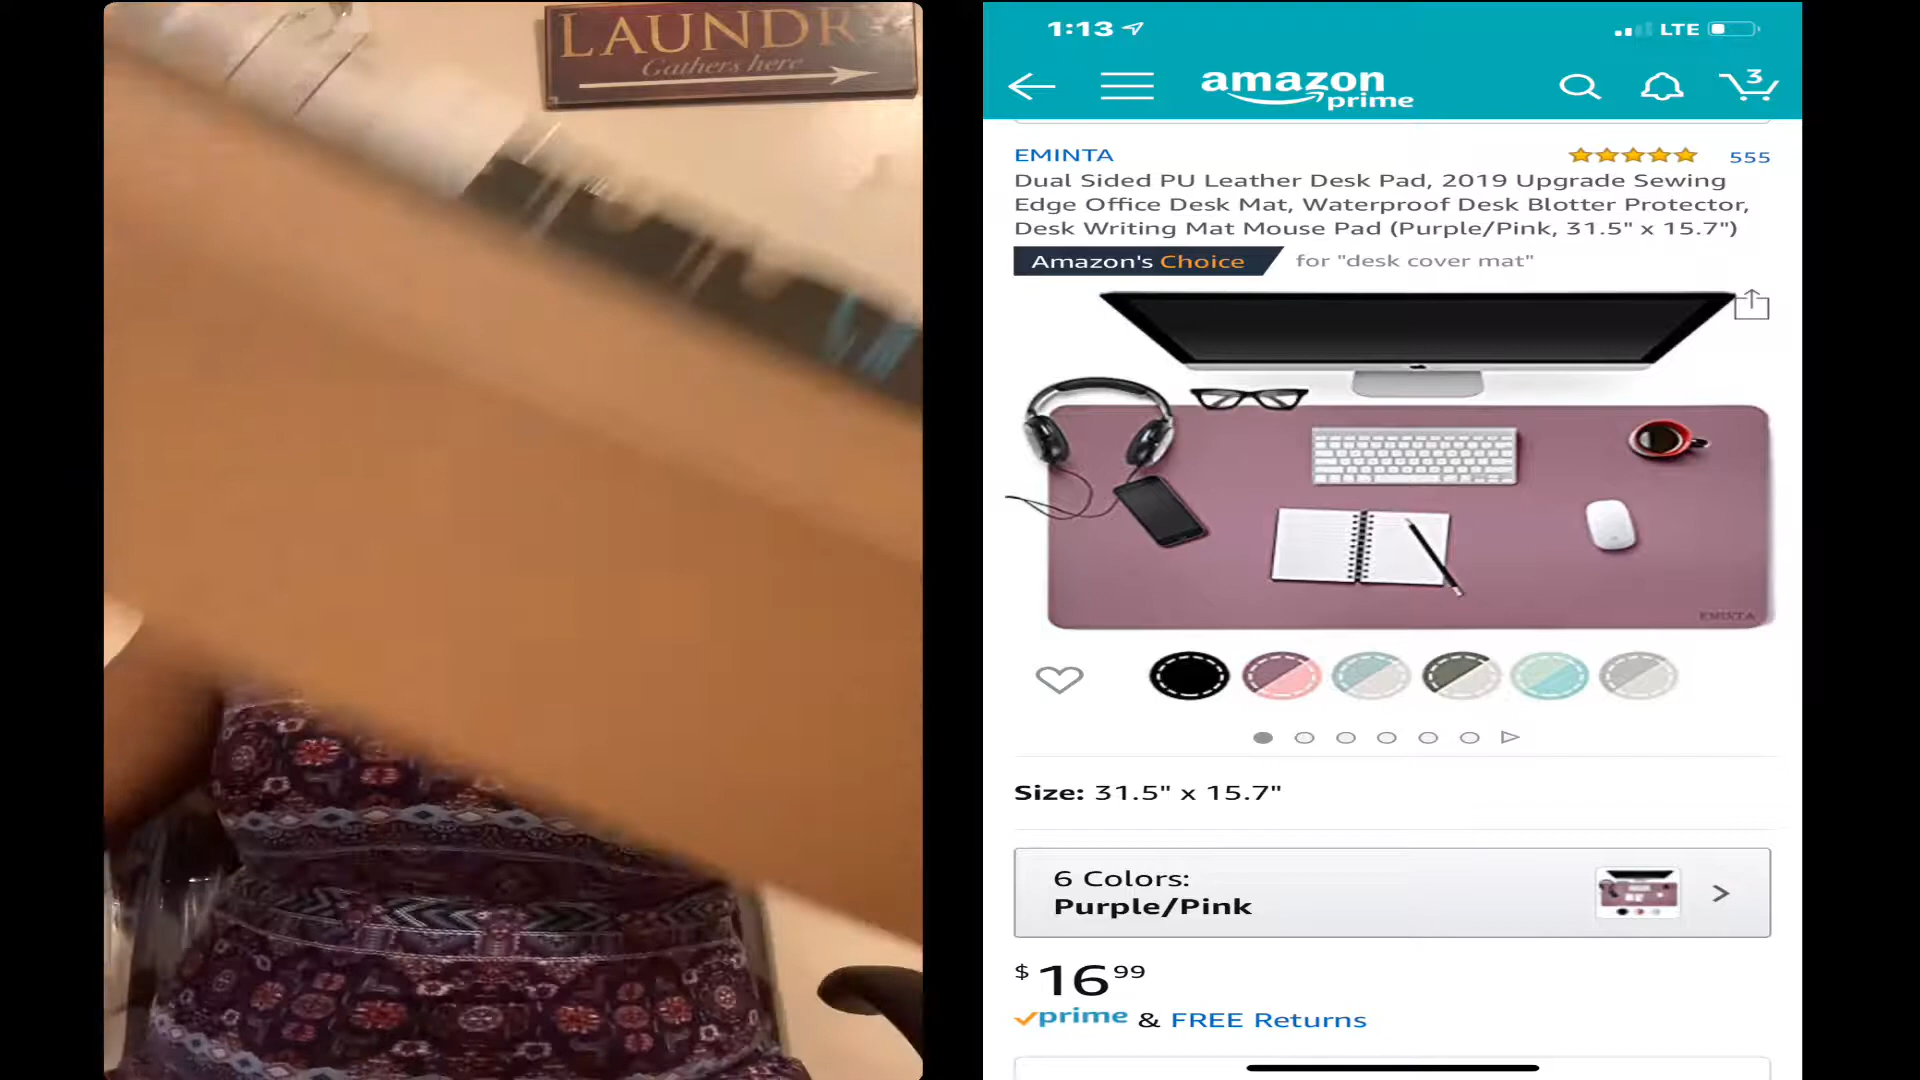 LAUNDR
Gathers here
1:13
LTE
amazon
prime
3
EMINTA
555
Dual Sided PU Leather Desk Pad, 2019 Upgrade Sewing
Edge Office Desk Mat, Waterproof Desk Blotter Protector,
Desk Writing Mat Mouse Pad (Purple/Pink, 31.5" x 15.7")
Amazon's Choice for "desk cover mat"
EMINTA
Size: 31.5" x 15.7"
6 Colors:
Purple/Pink
$16 99
prime & FREE Returns